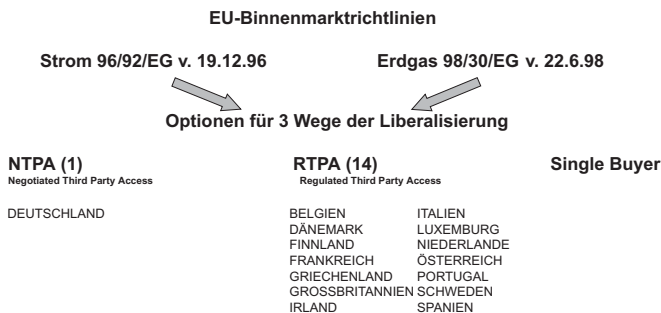 EU-Binnenmarktrichtlinien
Strom 96/92/EG v. 19.12.96 Erdgas 98/30/EG v. 22.6.98
Optionen für 3 Wege der Liberalisierung
NTPA (1) RTPA (14) Single Buyer
Negotiated Third Party Access Regulated Third Party Access
DEUTSCHLAND BELGIEN ITALIEN
DÄNEMARK LUXEMBURG
FINNLAND NIEDERLANDE
FRANKREICH ÖSTERREICH
GRIECHENLAND PORTUGAL
GROSSBRITANNIEN SCHWEDEN
IRLAND SPANIEN